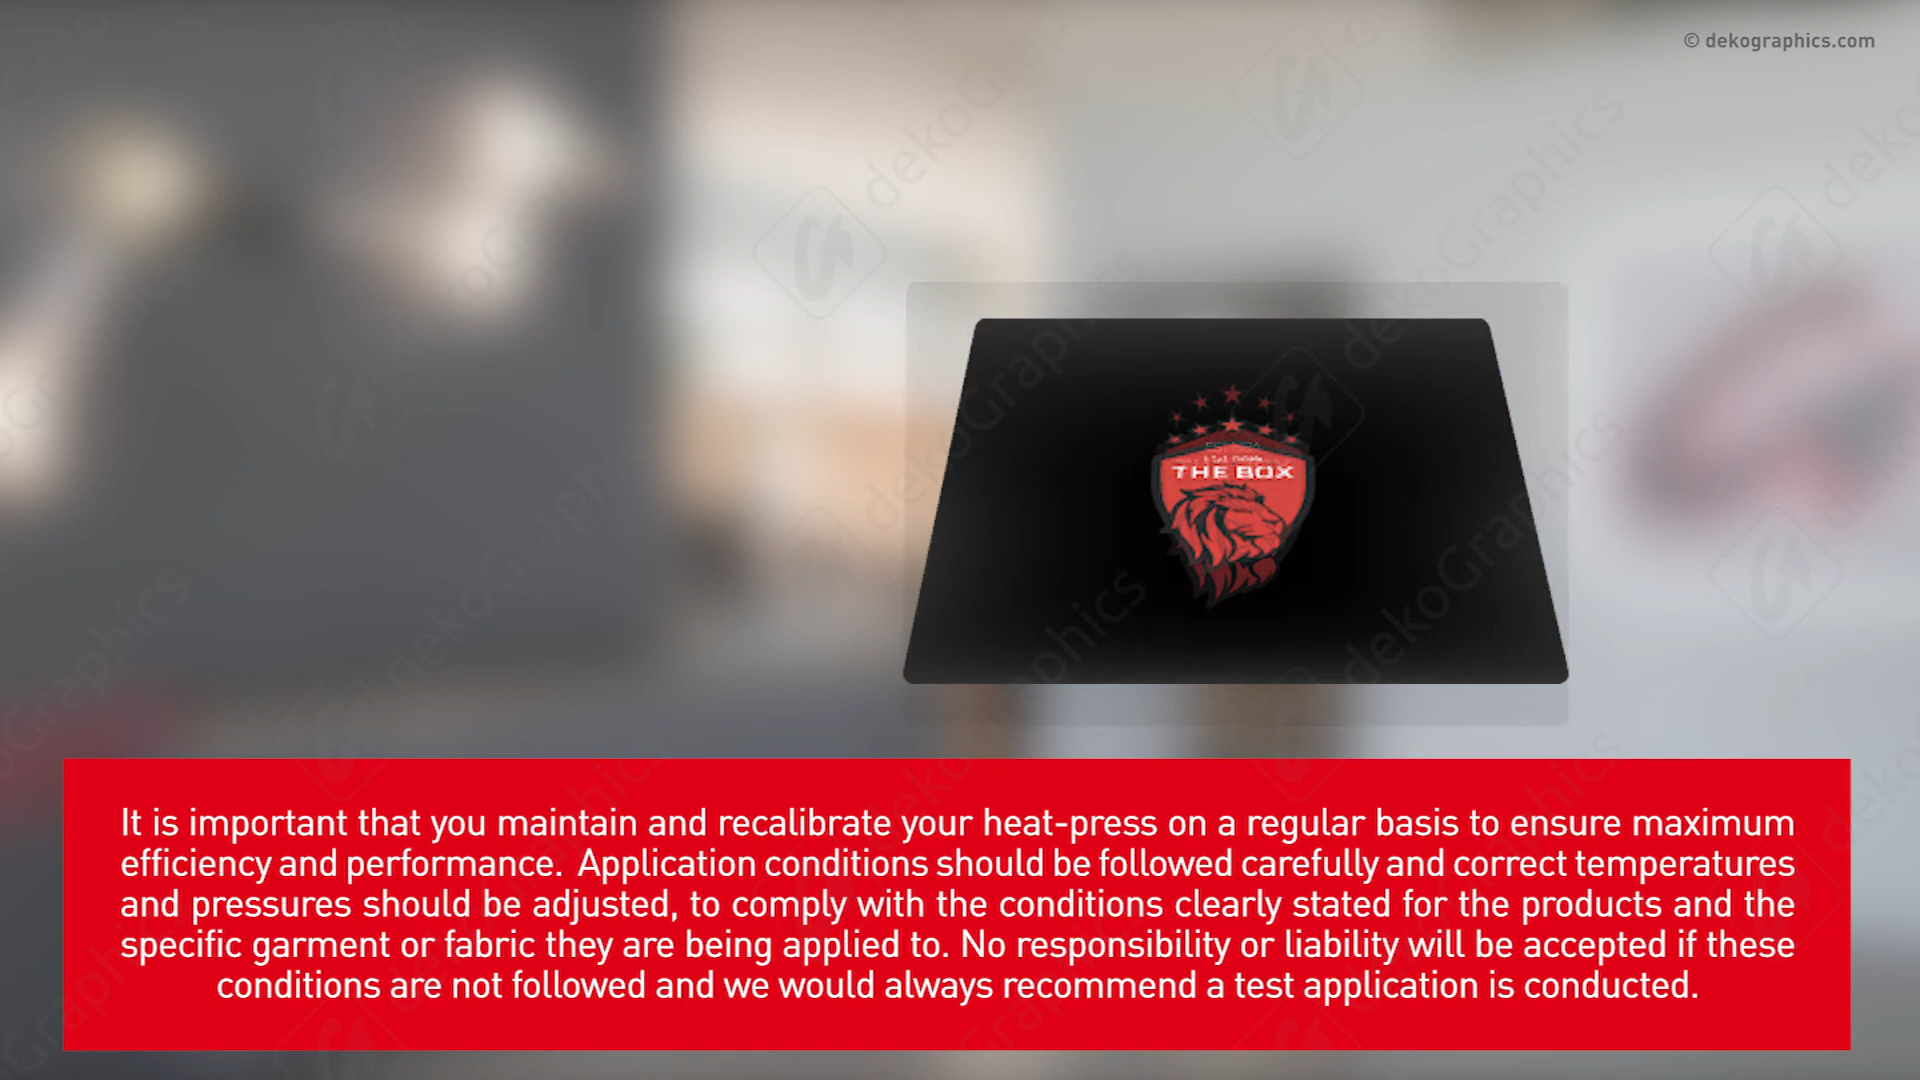 © dekographics.com
THE BOX
It is important that you maintain and recalibrate your heat-press on a regular basis to ensure maximum
efficiency and performance. Application conditions should be followed carefully and correct temperatures
and pressures should be adjusted, to comply with the conditions clearly stated for the products and the
specific garment or fabric they are being applied to. No responsibility or liability will be accepted if these
conditions are not followed and we would always recommend a test application is conducted.
dekoGraphics
dekoGraphics
dekoGraphics
dekoGraphics